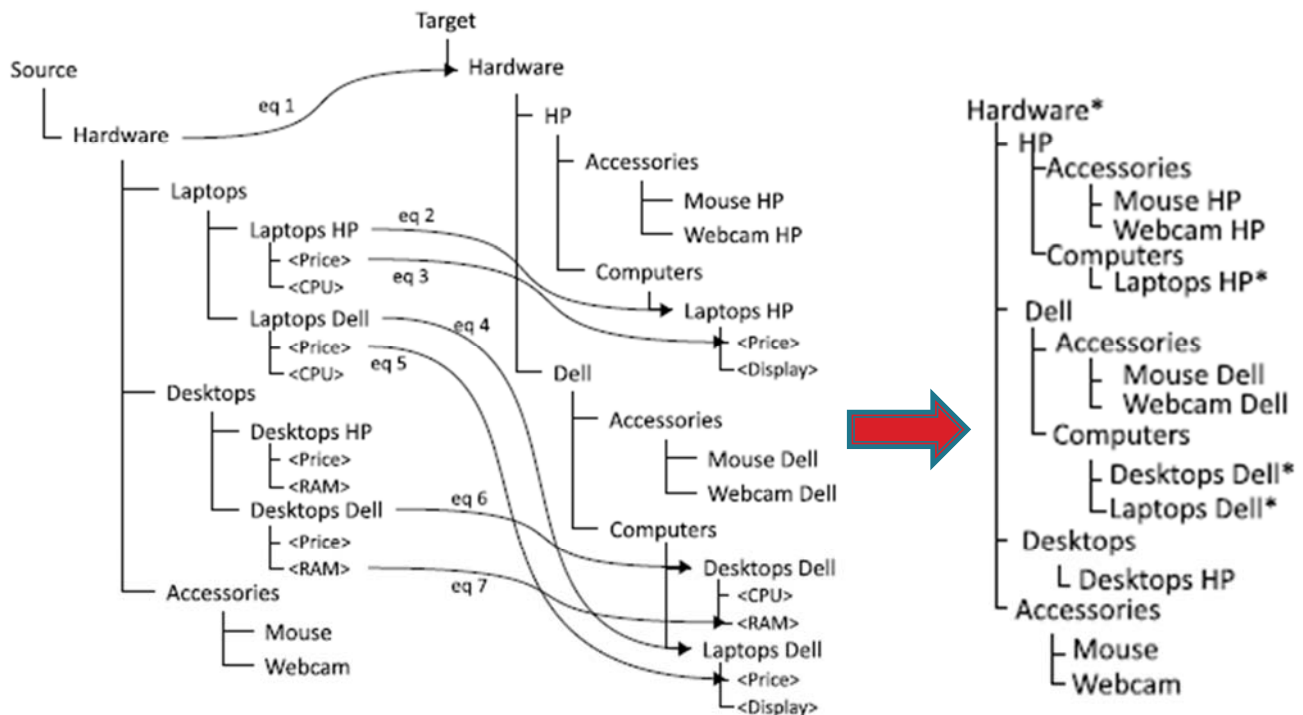 Source
Hardware
Laptops
Laptops HP
<Price>
<CPU>
Laptops Dell
<Price>
<CPU>
Desktops
Desktops HP
<Price>
<RAM>
Desktops Dell
<Price>
<RAM>
Accessories
Mouse
Webcam
eq 1
eq 2
eq 3
eq 4
eq 5
eq 6
eq 7
Target
Hardware
HP
Accessories
Mouse HP
Webcam HP
Computers
Laptops HP
<Price>
<Display>
Dell
Accessories
Mouse Dell
Webcam Dell
Computers
Desktops Dell
<CPU>
<RAM>
Laptops Dell
<Price>
<Display>
Hardware*
HP
Accessories
Mouse HP
Webcam HP
Computers
Laptops HP*
Dell
Accessories
Mouse Dell
Webcam Dell
Computers
Desktops Dell*
Laptops Dell*
Desktops
Desktops HP
Accessories
Mouse
Webcam